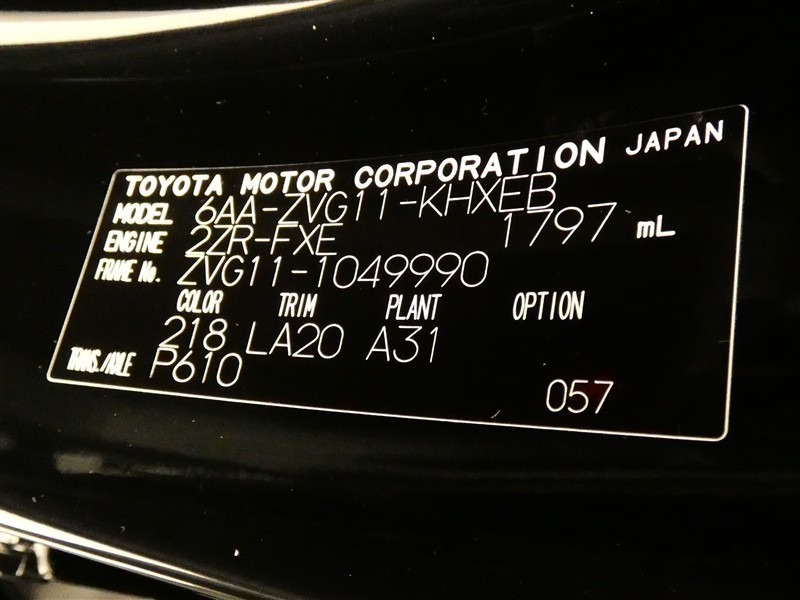 TOYOTA MOTOR CORPORATION JAPAN
MODEL 6AA-ZVG11-KHXEB
ENGINE 2ZR-FXE 1797 mL
FRAME No. ZVG11-1049990
COLOR TRIM PLANT OPTION
218 LA20 A31
TRANS./AXLE P610
057